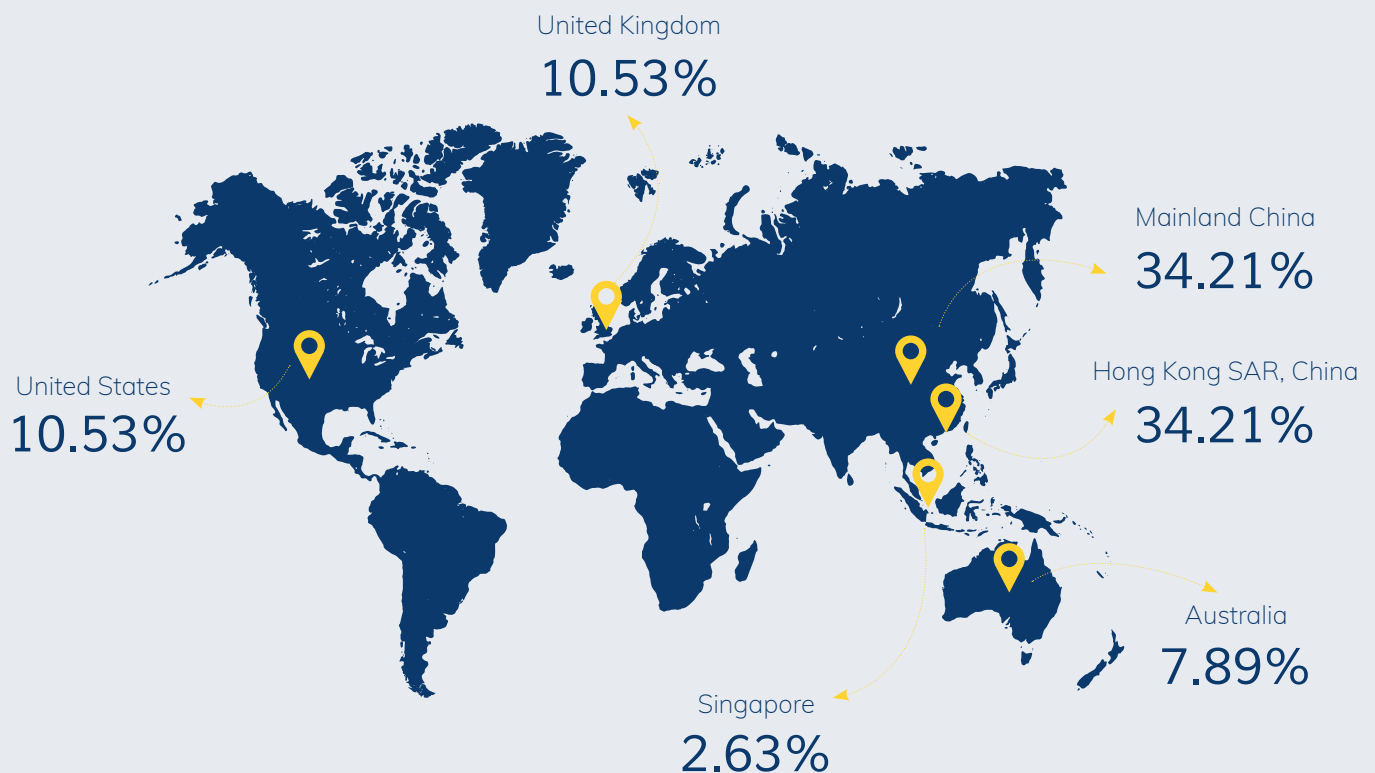 United Kingdom
10.53%
Mainland China
34.21%
Hong Kong SAR, China
34.21%
United States
10.53%
Australia
7.89%
Singapore
2.63%